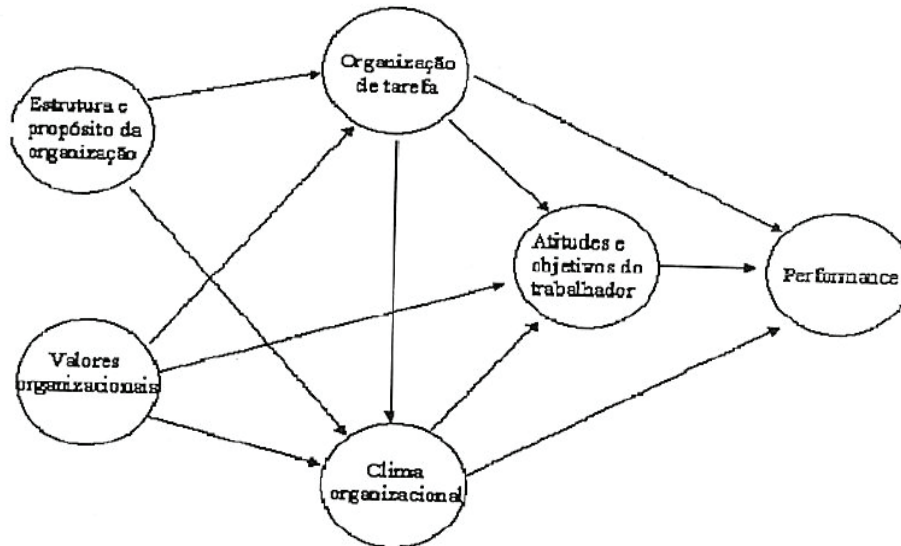 Organização
de tarefa
Estrutura e
propósito da
organização
Atitudes e
objetivos do
trabalhador
Performance
Valores
organizacionais
Clima
organizacional